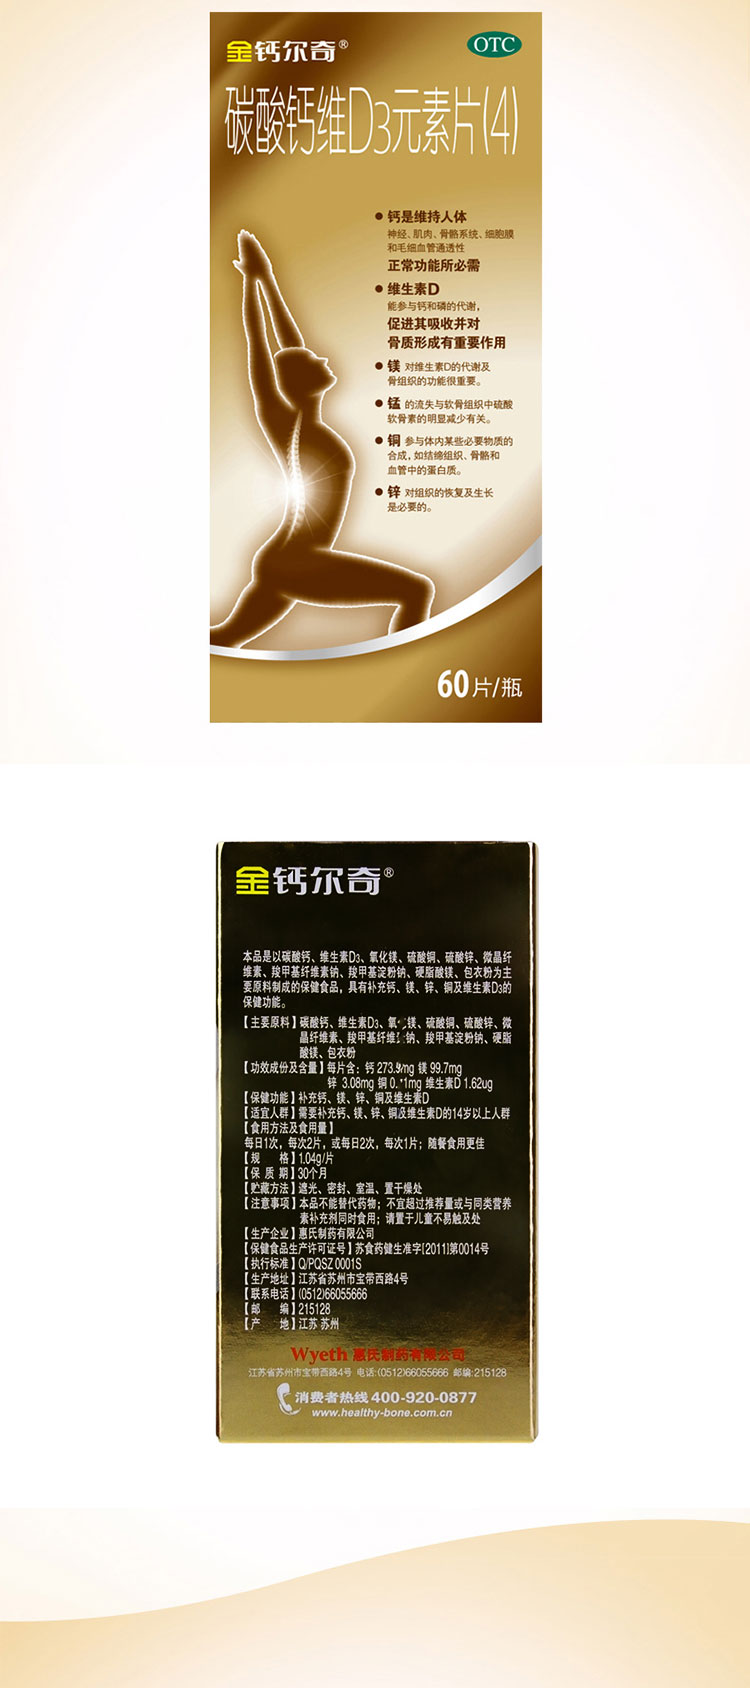 金钙尔奇®
OTC
碳酸钙维D3元素片(4)
●钙是维持人体
神经、肌肉、骨骼系统、细胞膜
和毛细血管通透性
正常功能所必需
●维生素D
能参与钙和磷的代谢，
促进其吸收并对
骨质形成有重要作用
●镁 对维生素D的代谢及
骨组织的功能很重要。
●锰 的流失与软骨组织中硫酸
软骨素的明显减少有关。
●铜 参与体内某些必要物质的
合成，如结缔组织、骨骼和
血管中的蛋白质。
●锌 对组织的恢复及生长
是必要的。
60片/瓶
金钙尔奇®
本品是以碳酸钙、维生素D3、氧化镁、硫酸铜、硫酸锌、微晶纤
维素、羧甲基纤维素钠、羧甲基淀粉钠、硬脂酸镁、包衣粉为主
要原料制成的保健食品，具有补充钙、镁、锌、铜及维生素D3的
保健功能。
【主要原料】碳酸钙、维生素D3、氧 镁、硫酸铜、硫酸锌、微
晶纤维素、羧甲基纤维 钠、羧甲基淀粉钠、硬脂
酸镁、包衣粉
【功效成份及含量】每片含：钙 镁 99.7mg
锌 3.08mg 铜 维生素D 1.62ug
【保健功能】补充钙、镁、锌、铜及维生素D
【适宜人群】需要补充钙、镁、锌、铜及维生素D的14岁以上人群
【食用方法及食用量】
每日1次，每次2片，或每日2次，每次1片；随餐食用更佳
【规 格】1.04g/片
【保 质 期】30个月
【贮藏方法】遮光、密封、室温、置干燥处
【注意事项】本品不能替代药物；不宜超过推荐量或与同类营养
素补充剂同时食用；请置于儿童不易触及处
【生产企业】惠氏制药有限公司
【保健食品生产许可证号】苏食药健生准字[2011]第0014号
【执行标准】Q/PQSZ 0001S
【生产地址】江苏省苏州市宝带西路4号
【联系电话】(0512)66055666
【邮 编】215128
【产 地】江苏 苏州
Wyeth 惠氏制药有限公司
江苏省苏州市宝带西路4号 电话:(0512)66055666 邮编:215128
消费者热线 400-920-0877
www.healthy-bone.com.cn